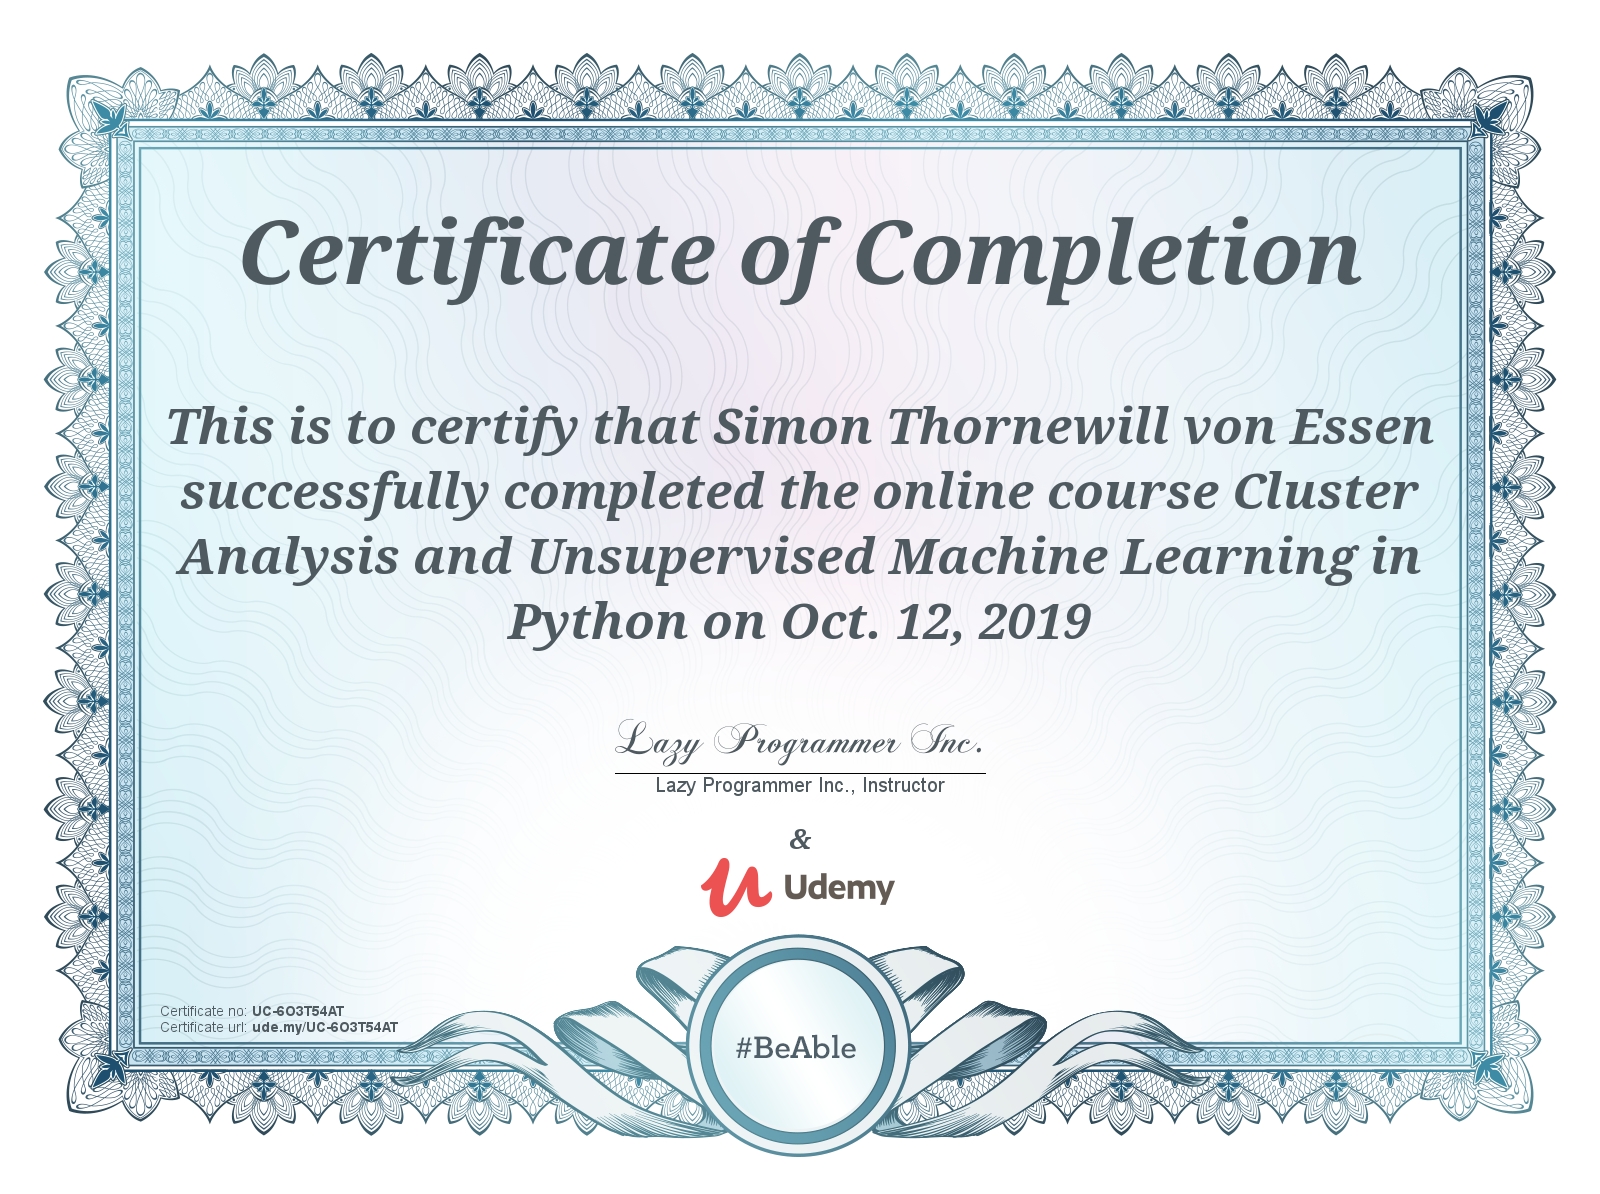 Certificate of Completion
This is to certify that Simon Thornewill von Essen
successfully completed the online course Cluster
Analysis and Unsupervised Machine Learning in
Python on Oct. 12, 2019
Lazy Programmer Inc.
Lazy Programmer Inc., Instructor
&
Udemy
Certificate no: UC-6O3T54AT
Certificate url: ude.my/UC-6O3T54AT
#BeAble